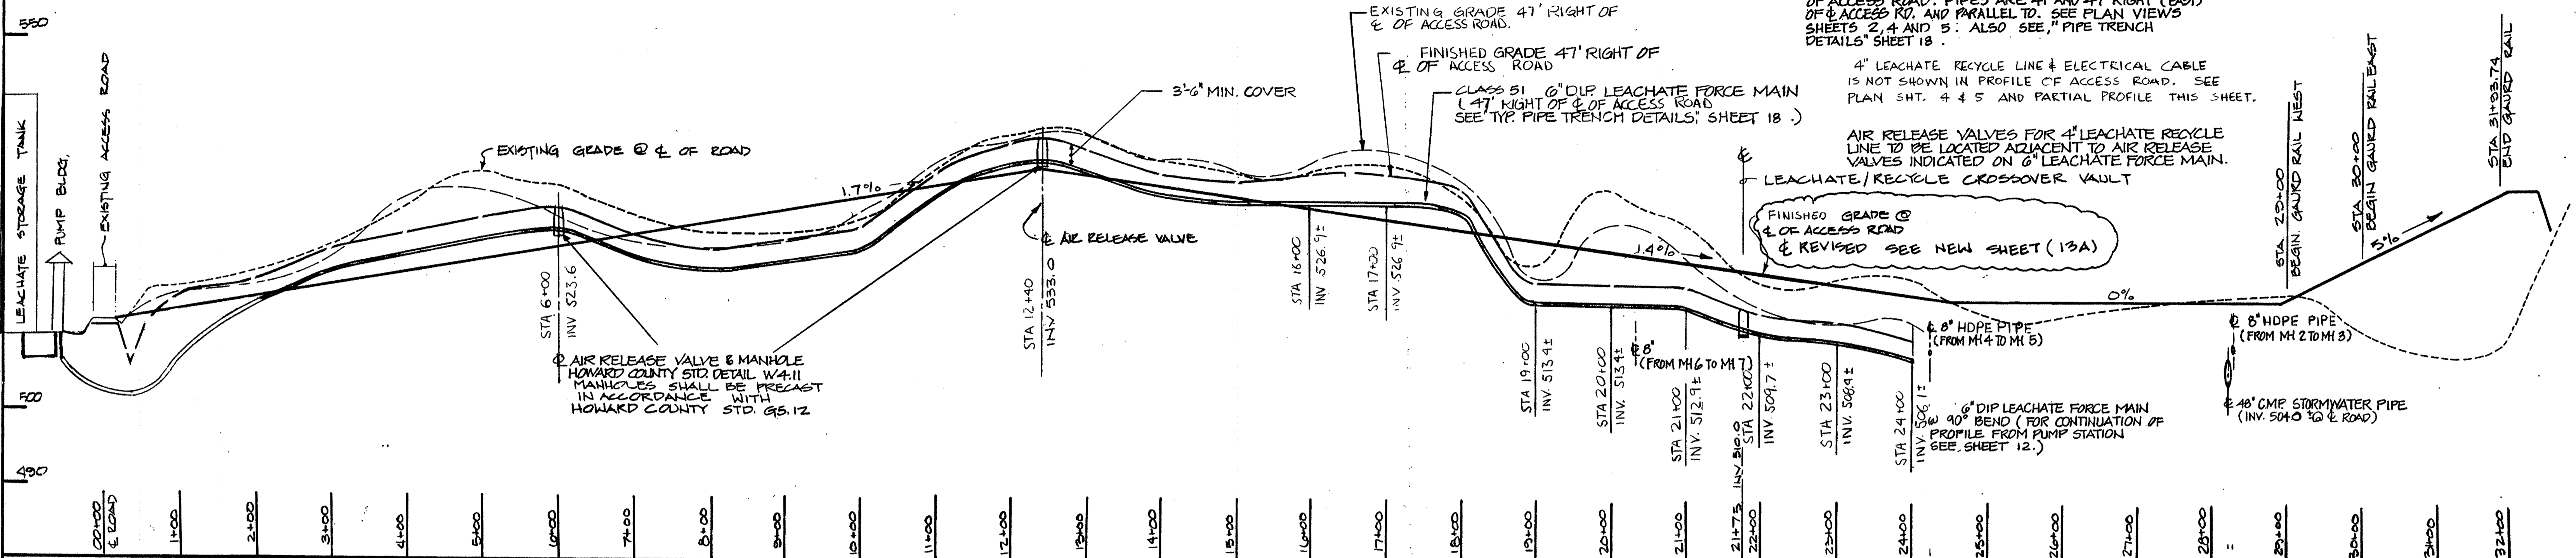 550
500
490
LEACHATE STORAGE TANK
PUMP BLDG.
EXISTING ACCESS ROAD
EXISTING GRADE @ ℄ OF ROAD
1.7%
STA 6+00
INV 523.6
℄ AIR RELEASE VALVE & MANHOLE
HOWARD COUNTY STD. DETAIL W4.11
MANHOLES SHALL BE PRECAST
IN ACCORDANCE WITH
HOWARD COUNTY STD. G5.12
3'-6" MIN. COVER
STA 12+40
INV 533.0
℄ AIR RELEASE VALVE
EXISTING GRADE 47' RIGHT OF
℄ OF ACCESS ROAD.
FINISHED GRADE 47' RIGHT OF
℄ OF ACCESS ROAD
CLASS 51 6" DIP LEACHATE FORCE MAIN
(47' RIGHT OF ℄ OF ACCESS ROAD
SEE "TYP. PIPE TRENCH DETAILS," SHEET 18.)
STA 16+00
INV 526.9±
STA 17+00
INV 526.9±
OF ACCESS ROAD. PIPES ARE 41' AND 47' RIGHT (EAST)
OF ℄ ACCESS RD. AND PARALLEL TO. SEE PLAN VIEWS
SHEETS 2, 4 AND 5. ALSO SEE, "PIPE TRENCH
DETAILS" SHEET 18.
4" LEACHATE RECYCLE LINE & ELECTRICAL CABLE
IS NOT SHOWN IN PROFILE OF ACCESS ROAD. SEE
PLAN SHT. 4 & 5 AND PARTIAL PROFILE THIS SHEET.
AIR RELEASE VALVES FOR 4" LEACHATE RECYCLE
LINE TO BE LOCATED ADJACENT TO AIR RELEASE
VALVES INDICATED ON 6" LEACHATE FORCE MAIN.
℄
LEACHATE/RECYCLE CROSSOVER VAULT
FINISHED GRADE @
℄ OF ACCESS ROAD
℄ REVISED SEE NEW SHEET (13A)
1.4%
0%
5%
STA 19+00
INV. 513.4±
STA 20+00
INV. 513.4±
℄ 8"
(FROM MH 6 TO MH 7)
STA 21+00
INV. 512.9±
21+75 INV 510.0
STA 22+00
INV. 509.7±
STA 23+00
INV. 508.4±
STA 24+00
INV. 506.1±
℄ 8" HDPE PIPE
(FROM MH 4 TO MH 5)
6" DIP LEACHATE FORCE MAIN
@ 90° BEND (FOR CONTINUATION OF
PROFILE FROM PUMP STATION
SEE SHEET 12.)
℄ 8" HDPE PIPE
(FROM MH 2 TO MH 3)
℄ 48" CMP STORMWATER PIPE
(INV. 504.0 ± @ ℄ ROAD)
STA. 29+00
BEGIN. GAURD RAIL WEST
STA 30+00
BEGIN GAURD RAIL EAST
STA 31+93.74
END GAURD RAIL
00+00
℄ ROAD
1+00
2+00
3+00
4+00
5+00
6+00
7+00
8+00
9+00
10+00
11+00
12+00
13+00
14+00
15+00
16+00
17+00
18+00
19+00
20+00
21+00
22+00
23+00
24+00
25+00
26+00
27+00
28+00
29+00
30+00
31+00
32+00